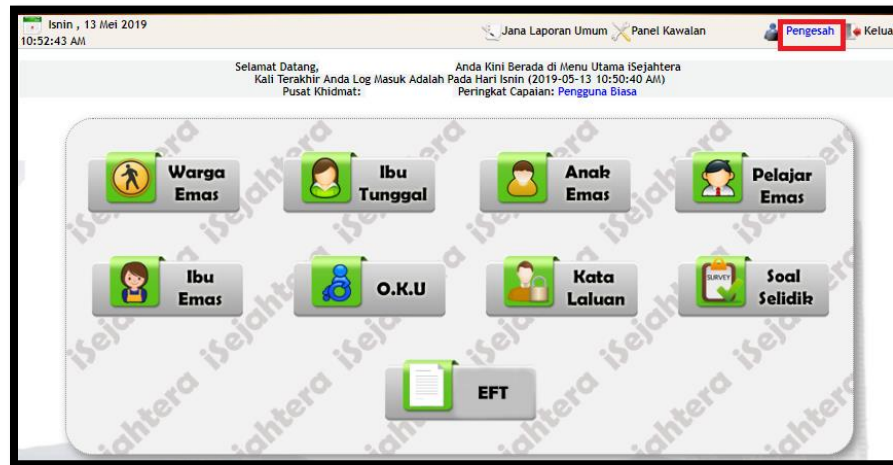 Isnin , 13 Mei 2019
10:52:43 AM
Jana Laporan Umum Panel Kawalan Pengesah Kelua
Selamat Datang, Anda Kini Berada di Menu Utama iSejahtera
Kali Terakhir Anda Log Masuk Adalah Pada Hari Isnin (2019-05-13 10:50:40 AM)
Pusat Khidmat: Peringkat Capaian: Pengguna Biasa
Warga Emas
Ibu Tunggal
Anak Emas
Pelajar Emas
Ibu Emas
O.K.U
Kata Laluan
SURVEY
Soal Selidik
EFT
iSejahtera